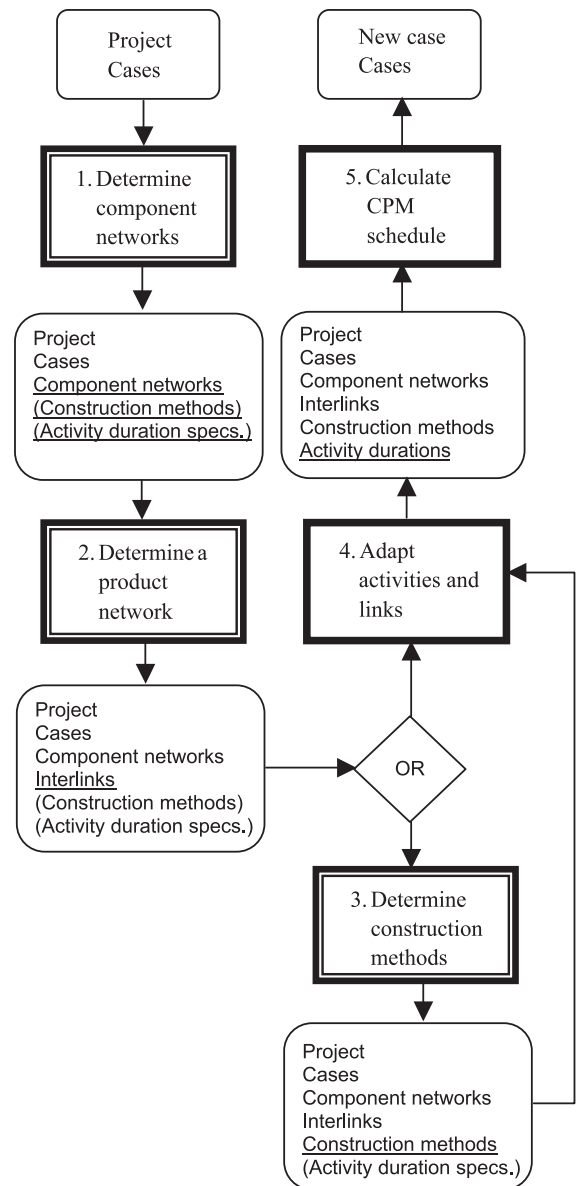 Project
Cases
1. Determine
component
networks
Project
Cases
Component networks
(Construction methods)
(Activity duration specs.)
2. Determine a
product
network
Project
Cases
Component networks
Interlinks
(Construction methods)
(Activity duration specs.)
OR
3. Determine
construction
methods
Project
Cases
Component networks
Interlinks
Construction methods
(Activity duration specs.)
4. Adapt
activities and
links
Project
Cases
Component networks
Interlinks
Construction methods
Activity durations
5. Calculate
CPM
schedule
New case
Cases